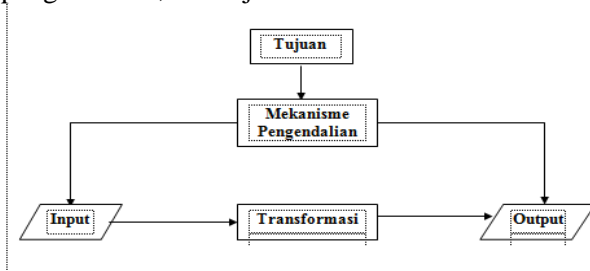 Tujuan
Mekanisme
Pengendalian
Input
Transformasi
Output